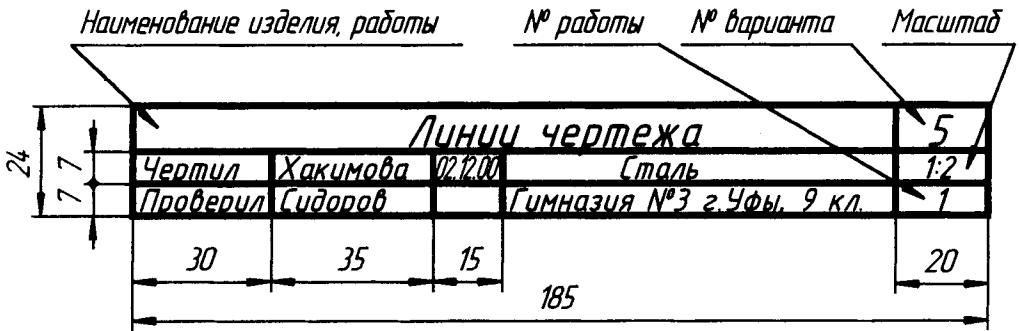 Наименование изделия, работы № работы № варианта Масштаб
Линии чертежа 5
24 7 Чертил Хакимова 02.12.00 Сталь 1:2
7 Проверил Сидоров Гимназия №3 г.Уфы, 9 кл. 1
30 35 15 20
185